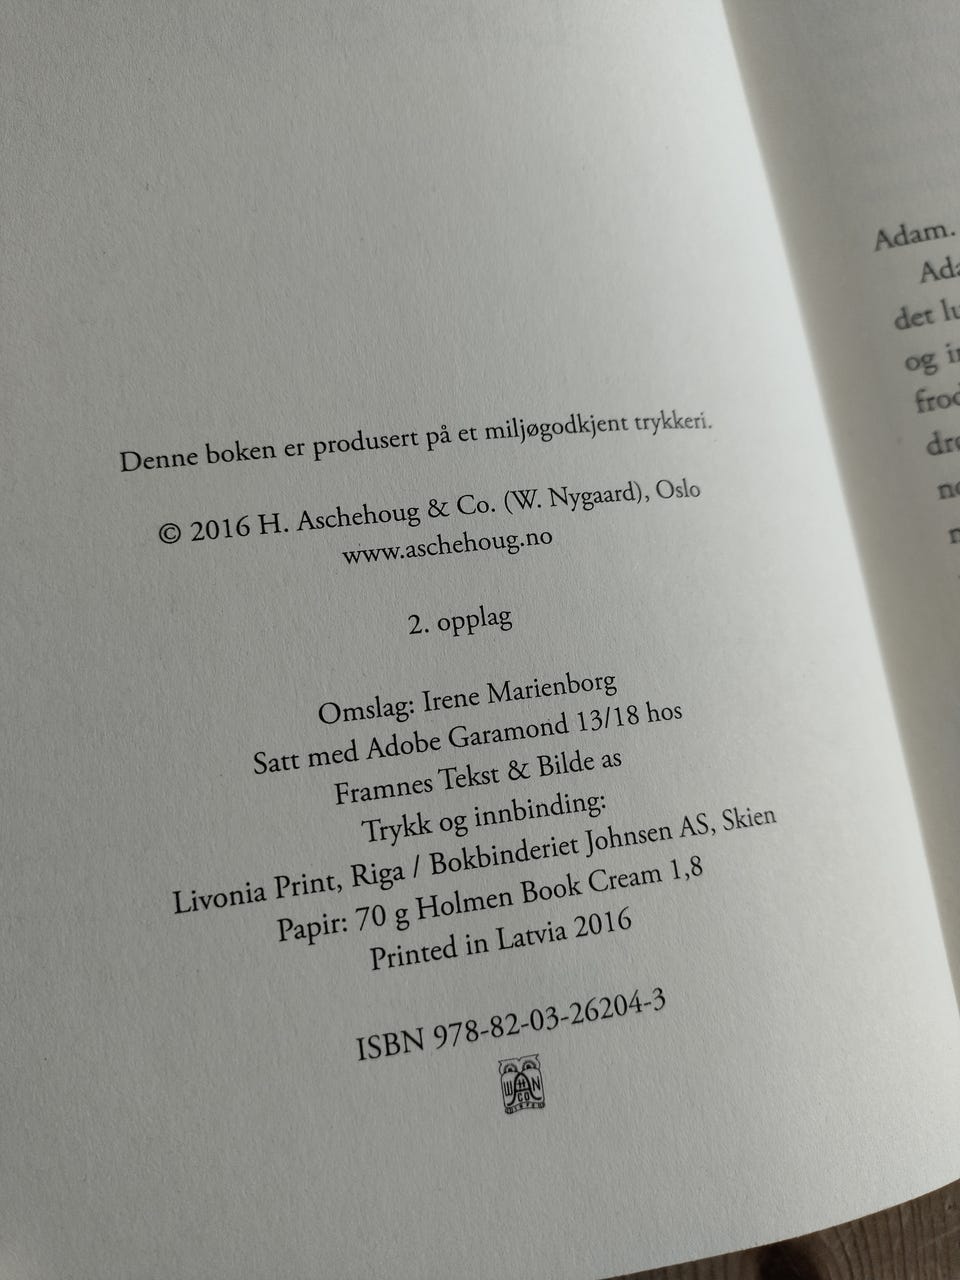 Denne boken er produsert på et miljøgodkjent trykkeri.
© 2016 H. Aschehoug & Co. (W. Nygaard), Oslo
www.aschehoug.no
2. opplag
Omslag: Irene Marienborg
Satt med Adobe Garamond 13/18 hos
Framnes Tekst & Bilde as
Trykk og innbinding:
Livonia Print, Riga / Bokbinderiet Johnsen AS, Skien
Papir: 70 g Holmen Book Cream 1,8
Printed in Latvia 2016
ISBN 978-82-03-26204-3
Adam.
det
og